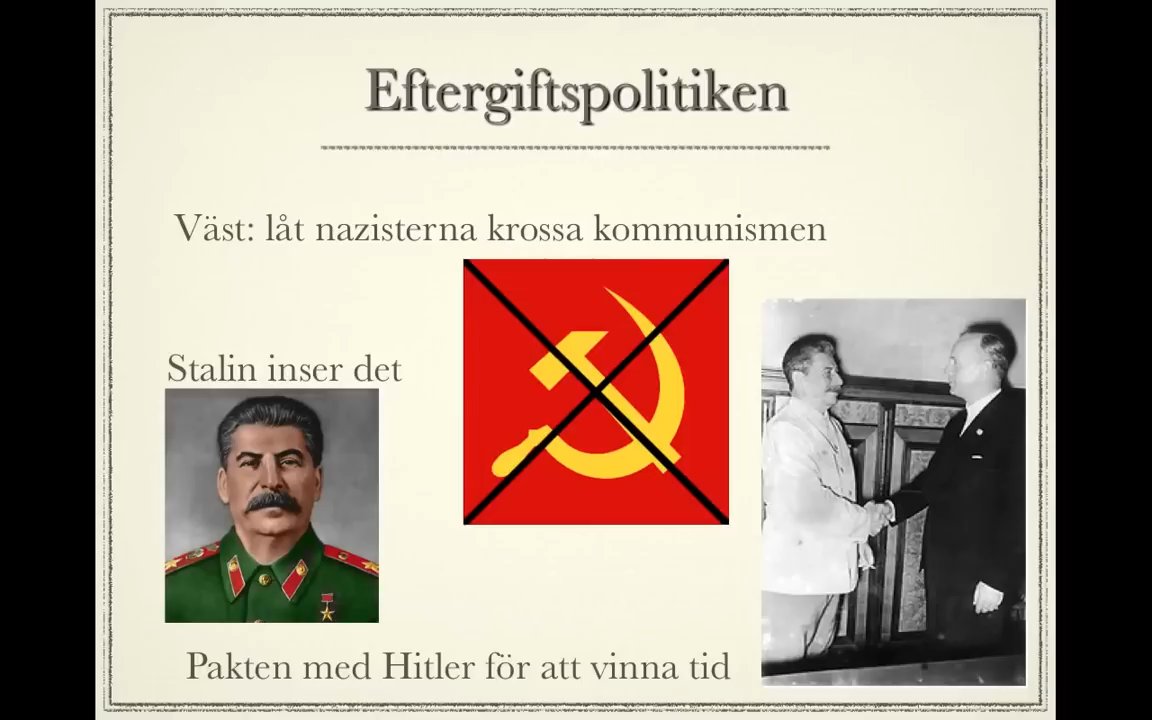 Eftergiftspolitiken
Väst: låt nazisterna krossa kommunismen
Stalin inser det
Pakten med Hitler för att vinna tid